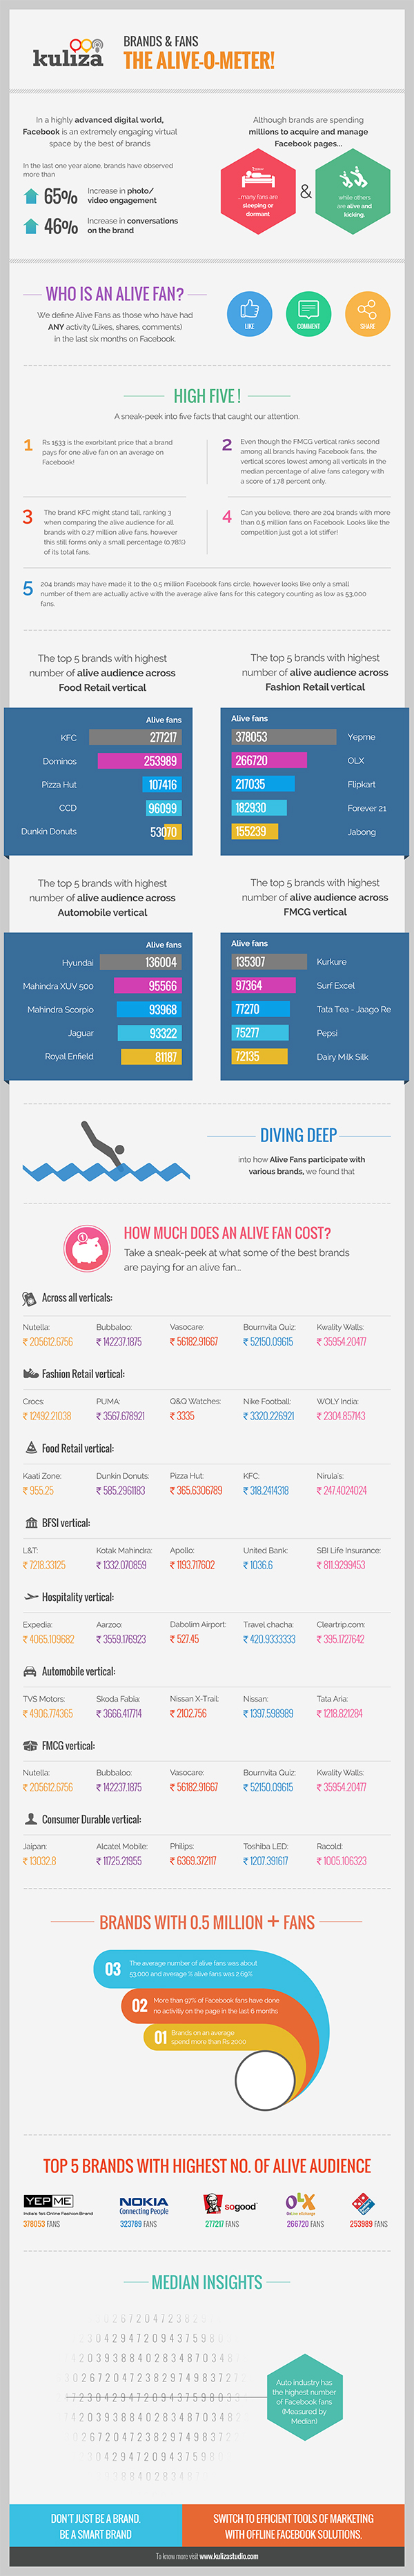 kuliza
BRANDS & FANS
THE ALIVE-O-METER!
In a highly advanced digital world,
Facebook is an extremely engaging virtual
space by the best of brands
In the last one year alone, brands have observed
more than
65% Increase in photo/
video engagement
46% Increase in conversations
on the brand
Although brands are spending
millions to acquire and manage
Facebook pages...
...many fans are
sleeping or
dormant
&
while others
are alive and
kicking.
WHO IS AN ALIVE FAN?
We define Alive Fans as those who have had
ANY activity (Likes, shares, comments)
in the last six months on Facebook.
LIKE
COMMENT
SHARE
HIGH FIVE !
A sneak-peek into five facts that caught our attention.
1 Rs 1533 is the exorbitant price that a brand
pays for one alive fan on an average on
Facebook!
2 Even though the FMCG vertical ranks second
among all brands having Facebook fans, the
vertical scores lowest among all verticals in the
median percentage of alive fans category with
a score of 1.78 percent only.
3 The brand KFC might stand tall, ranking 3
when comparing the alive audience for all
brands with 0.27 million alive fans, however
this still forms only a small percentage (0.78%)
of its total fans.
4 Can you believe, there are 204 brands with more
than 0.5 million fans on Facebook. Looks like the
competition just got a lot stiffer!
5 204 brands may have made it to the 0.5 million Facebook fans circle, however looks like only a small
number of them are actually active with the average alive fans for this category counting as low as 53,000
fans.
The top 5 brands with highest
number of alive audience across
Food Retail vertical
Alive fans
KFC 277217
Dominos 253989
Pizza Hut 107416
CCD 96099
Dunkin Donuts 53070
The top 5 brands with highest
number of alive audience across
Fashion Retail vertical
Alive fans
378053 Yepme
266720 OLX
217035 Flipkart
182930 Forever 21
155239 Jabong
The top 5 brands with highest
number of alive audience across
Automobile vertical
Alive fans
Hyundai 136004
Mahindra XUV 500 95566
Mahindra Scorpio 93968
Jaguar 93322
Royal Enfield 81187
The top 5 brands with highest
number of alive audience across
FMCG vertical
Alive fans
135307 Kurkure
97364 Surf Excel
77270 Tata Tea - Jaago Re
75277 Pepsi
72135 Dairy Milk Silk
DIVING DEEP
into how Alive Fans participate with
various brands, we found that
HOW MUCH DOES AN ALIVE FAN COST?
Take a sneak-peek at what some of the best brands
are paying for an alive fan...
Across all verticals:
Nutella: Bubbaloo: Vasocare: Bournvita Quiz: Kwality Walls:
₹ 205612.6756 ₹ 142237.1875 ₹ 56182.91667 ₹ 52150.09615 ₹ 35954.20477
Fashion Retail vertical:
Crocs: PUMA: Q&Q Watches: Nike Football: WOLY India:
₹ 12492.21038 ₹ 3567.678921 ₹ 3335 ₹ 3320.226921 ₹ 2304.857143
Food Retail vertical:
Kaati Zone: Dunkin Donuts: Pizza Hut: KFC: Nirula's:
₹ 955.25 ₹ 585.2961183 ₹ 365.6306789 ₹ 318.2414318 ₹ 247.4024024
BFSI vertical:
L&T: Kotak Mahindra: Apollo: United Bank: SBI Life Insurance:
₹ 7218.33125 ₹ 1332.070859 ₹ 1193.717602 ₹ 1036.6 ₹ 811.9299453
Hospitality vertical:
Expedia: Aarzoo: Dabolim Airport: Travel chacha: Cleartrip.com:
₹ 4065.109682 ₹ 3559.176923 ₹ 527.45 ₹ 420.9333333 ₹ 395.1727642
Automobile vertical:
TVS Motors: Skoda Fabia: Nissan X-Trail: Nissan: Tata Aria:
₹ 4906.774365 ₹ 3666.417714 ₹ 2102.756 ₹ 1397.598989 ₹ 1218.821284
FMCG vertical:
Nutella: Bubbaloo: Vasocare: Bournvita Quiz: Kwality Walls:
₹ 205612.6756 ₹ 142237.1875 ₹ 56182.91667 ₹ 52150.09615 ₹ 35954.20477
Consumer Durable vertical:
Jaipan: Alcatel Mobile: Philips: Toshiba LED: Racold:
₹ 13032.8 ₹ 11725.21955 ₹ 6369.372117 ₹ 1207.391617 ₹ 1005.106323
BRANDS WITH 0.5 MILLION + FANS
03 The average number of alive fans was about
53,000 and average % alive fans was 2.69%
02 More than 97% of Facebook fans have done
no activity on the page in the last 6 months
01 Brands on an average
spend more than Rs 2000
TOP 5 BRANDS WITH HIGHEST NO. OF ALIVE AUDIENCE
YEPME
India's 1st Online Fashion Brand
378053 FANS
NOKIA
Connecting People
323789 FANS
KFC so good
277217 FANS
OLX
266720 FANS
253989 FANS
MEDIAN INSIGHTS
Auto industry has
the highest number
of Facebook fans
(Measured by
Median)
DON'T JUST BE A BRAND.
BE A SMART BRAND
SWITCH TO EFFICIENT TOOLS OF MARKETING
WITH OFFLINE FACEBOOK SOLUTIONS.
To know more visit www.kulizastudio.com